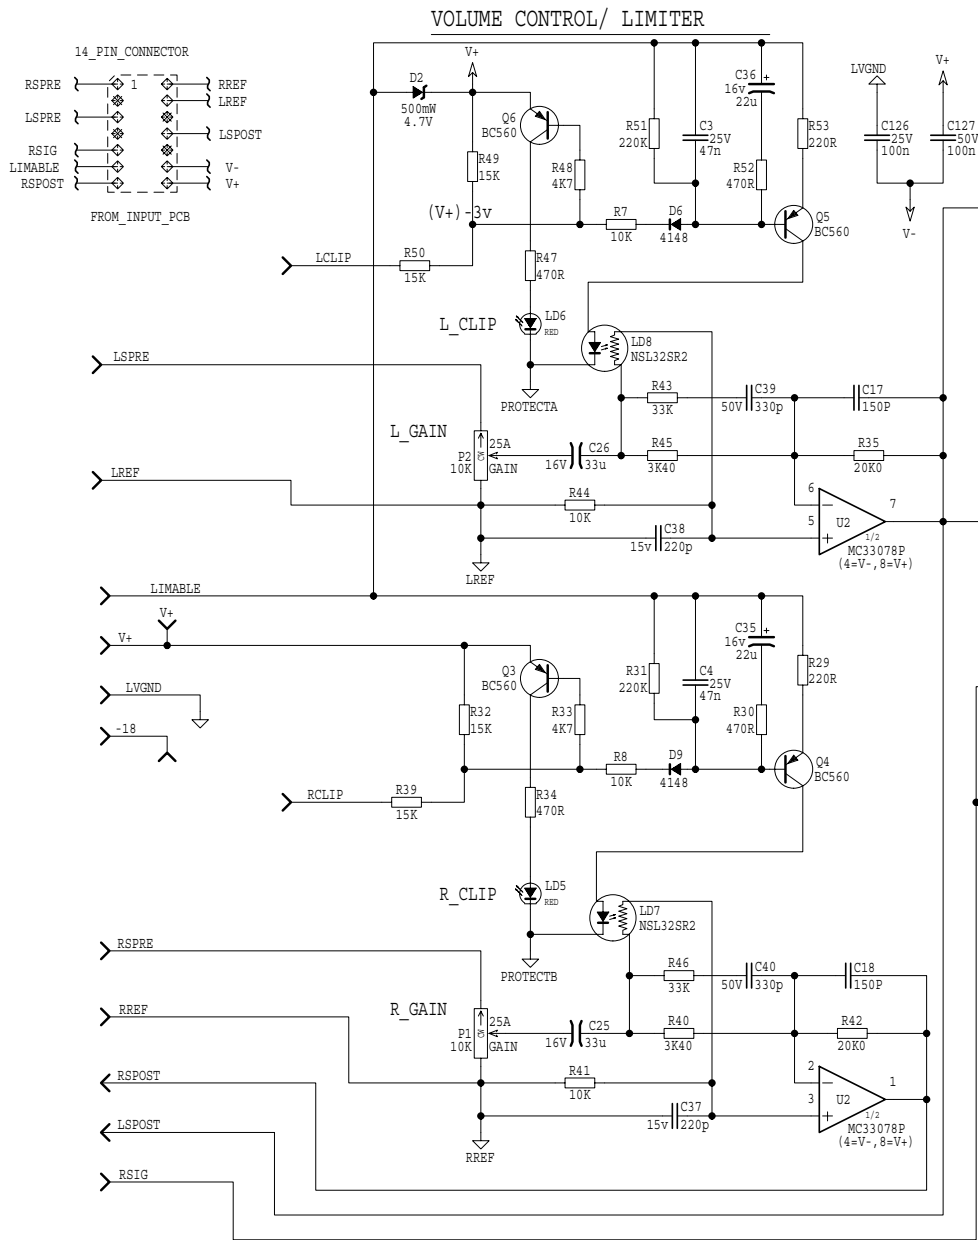 VOLUME CONTROL/ LIMITER
14_PIN_CONNECTOR
RSPRE
1
RREF
LREF
LSPRE
LSPOST
RSIG
LIMABLE
V-
RSPOST
V+
FROM_INPUT_PCB
V+
D2
500mW
4.7V
Q6
BC560
R49
15K
R48
4K7
(V+)-3v
R51
220K
C3
25V
47n
C36
16v
+
22u
R52
470R
R53
220R
LVGND
V+
C126
25V
100n
C127
50V
100n
V-
R7
10K
D6
4148
Q5
BC560
LCLIP
R50
15K
R47
470R
L_CLIP
LD6
RED
LD8
NSL32SR2
PROTECTA
LSPRE
R43
33K
C39
50V
330p
C17
150P
L_GAIN
25A
P2
10K
CW
GAIN
C26
16V
33u
R45
3K40
R35
20K0
LREF
R44
10K
6
5
7
U2
1/2
MC33078P
(4=V-,8=V+)
C38
15v
220p
LREF
LIMABLE
V+
V+
LVGND
-18
Q3
BC560
R32
15K
R33
4K7
R31
220K
C4
25V
47n
C35
16v
+
22u
R30
470R
R29
220R
R8
10K
D9
4148
Q4
BC560
RCLIP
R39
15K
R34
470R
R_CLIP
LD5
RED
LD7
NSL32SR2
PROTECTB
RSPRE
R46
33K
C40
50V
330p
C18
150P
RREF
R_GAIN
25A
P1
10K
CW
GAIN
C25
16V
33u
R40
3K40
R42
20K0
RSPOST
R41
10K
2
3
1
U2
1/2
MC33078P
(4=V-,8=V+)
C37
15v
220p
LSPOST
RREF
RSIG